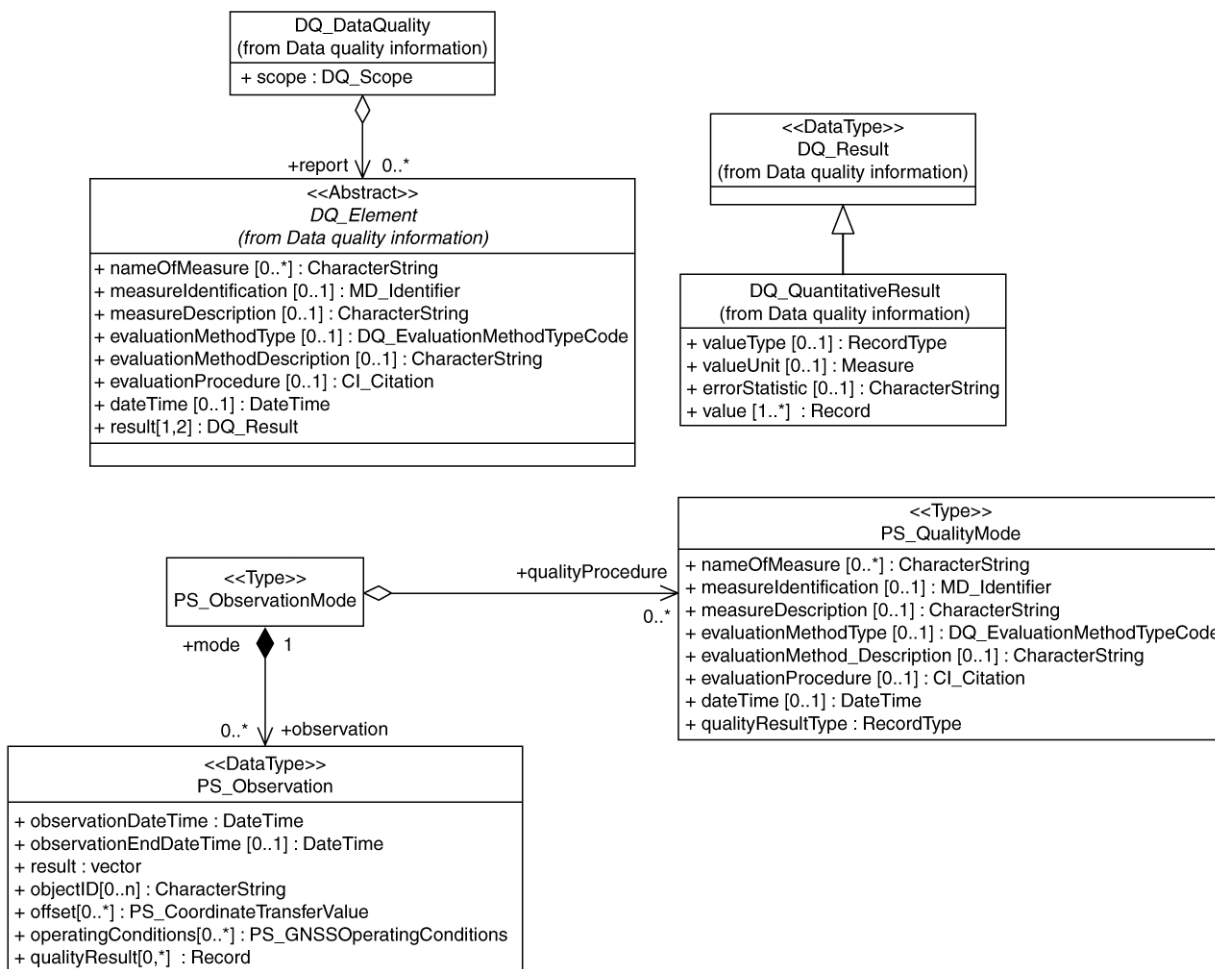 DQ_DataQuality
(from Data quality information)
+ scope : DQ_Scope
+report 0..*
<<Abstract>>
DQ_Element
(from Data quality information)
+ nameOfMeasure [0..*] : CharacterString
+ measureIdentification [0..1] : MD_Identifier
+ measureDescription [0..1] : CharacterString
+ evaluationMethodType [0..1] : DQ_EvaluationMethodTypeCode
+ evaluationMethodDescription [0..1] : CharacterString
+ evaluationProcedure [0..1] : CI_Citation
+ dateTime [0..1] : DateTime
+ result[1,2] : DQ_Result
<<DataType>>
DQ_Result
(from Data quality information)
DQ_QuantitativeResult
(from Data quality information)
+ valueType [0..1] : RecordType
+ valueUnit [0..1] : Measure
+ errorStatistic [0..1] : CharacterString
+ value [1..*] : Record
<<Type>>
PS_ObservationMode
+qualityProcedure
0..*
<<Type>>
PS_QualityMode
+ nameOfMeasure [0..*] : CharacterString
+ measureIdentification [0..1] : MD_Identifier
+ measureDescription [0..1] : CharacterString
+ evaluationMethodType [0..1] : DQ_EvaluationMethodTypeCode
+ evaluationMethod_Description [0..1] : CharacterString
+ evaluationProcedure [0..1] : CI_Citation
+ dateTime [0..1] : DateTime
+ qualityResultType : RecordType
+mode 1
0..* +observation
<<DataType>>
PS_Observation
+ observationDateTime : DateTime
+ observationEndDateTime [0..1] : DateTime
+ result : vector
+ objectID[0..n] : CharacterString
+ offset[0..*] : PS_CoordinateTransferValue
+ operatingConditions[0..*] : PS_GNSSOperatingConditions
+ qualityResult[0,*] : Record